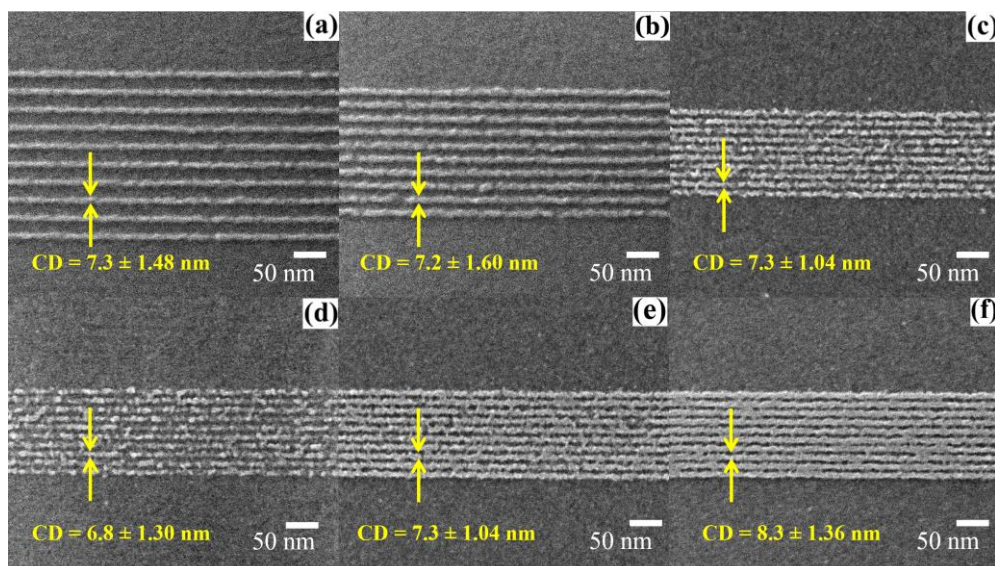 (a)
CD = 7.3 ± 1.48 nm
50 nm
(b)
CD = 7.2 ± 1.60 nm
50 nm
(c)
CD = 7.3 ± 1.04 nm
50 nm
(d)
CD = 6.8 ± 1.30 nm
50 nm
(e)
CD = 7.3 ± 1.04 nm
50 nm
(f)
CD = 8.3 ± 1.36 nm
50 nm